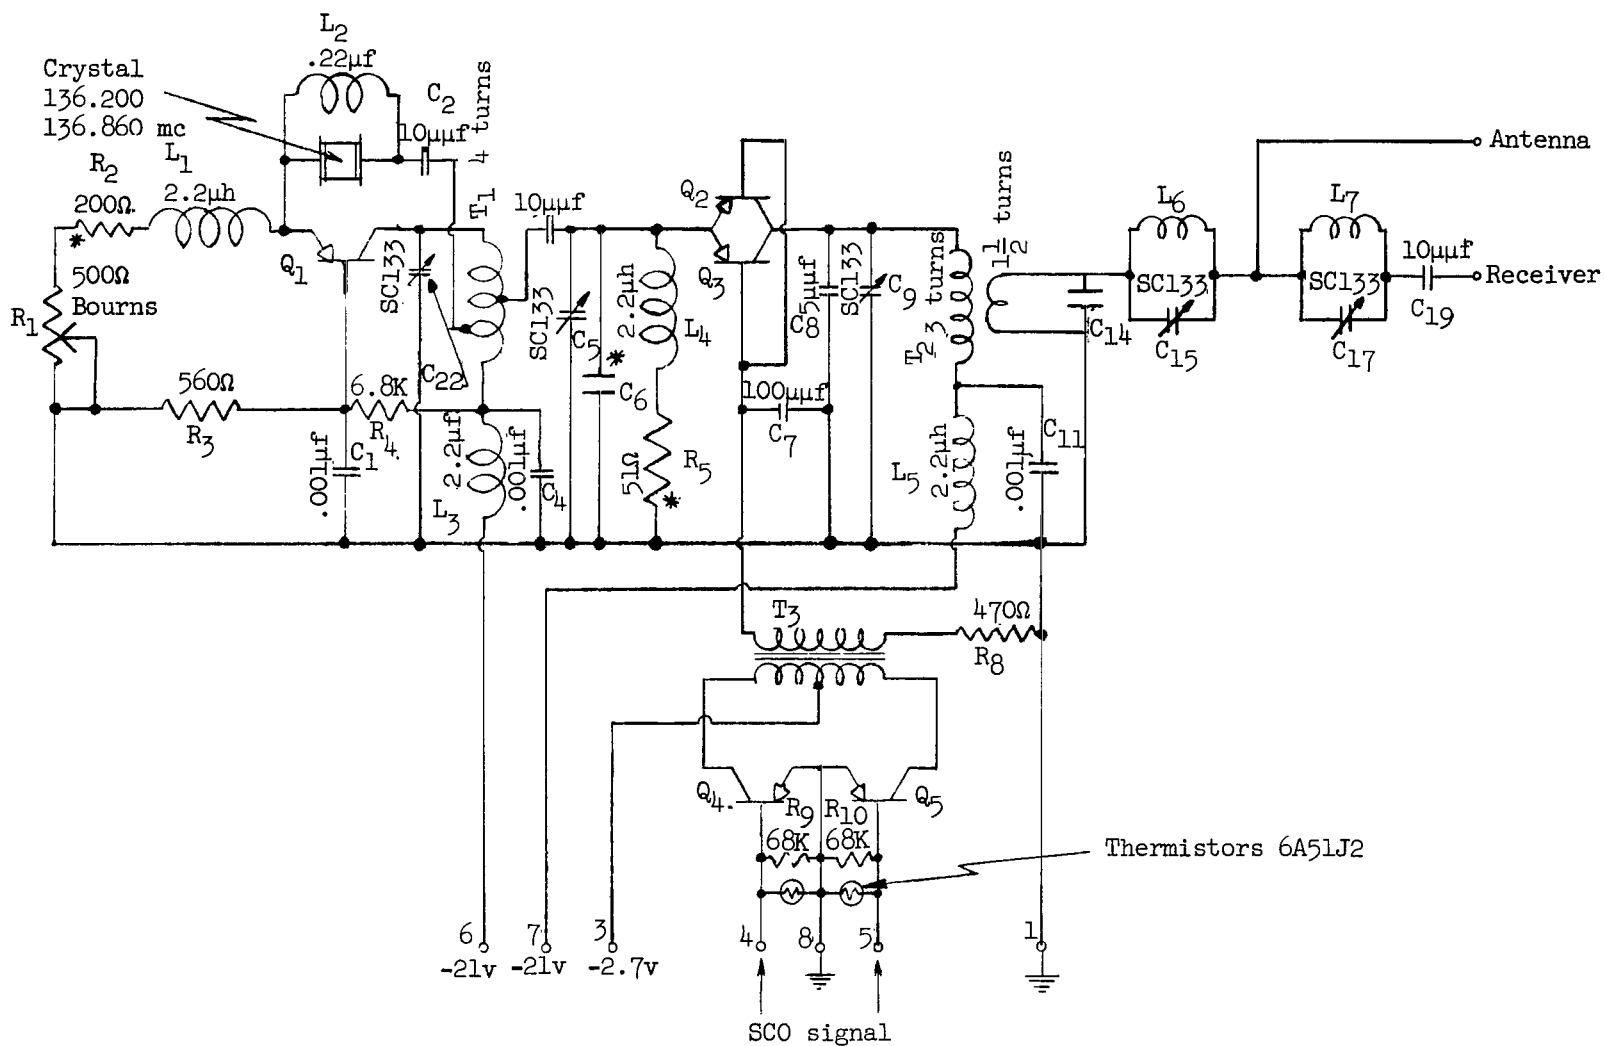 L2
.22μf
Crystal
136.200
136.860 mc
C2
10μμf
4 turns
R2
200Ω
*
L1
2.2μh
Q1
500Ω
Bourns
R1
560Ω
R3
6.8K
R4
.001μf
C1
SC133
C22
T1
2.2μf
L3
.001μf
C4
10μμf
SC133
C5
*
C6
2.2μh
L4
51Ω
R5
*
Q2
Q3
100μμf
C7
5μμf
C8
SC133
C9
T2 3 turns
1 1/2 turns
L5
2.2μh
.001μf
C11
C14
L6
SC133
C15
L7
SC133
C17
10μμf
C19
Antenna
Receiver
T3
470Ω
R8
Q4.
Q5
R9
R10
68K
68K
Thermistors 6A51J2
6
-21v
7
-21v
3
-2.7v
4
8
5
1
SCO signal